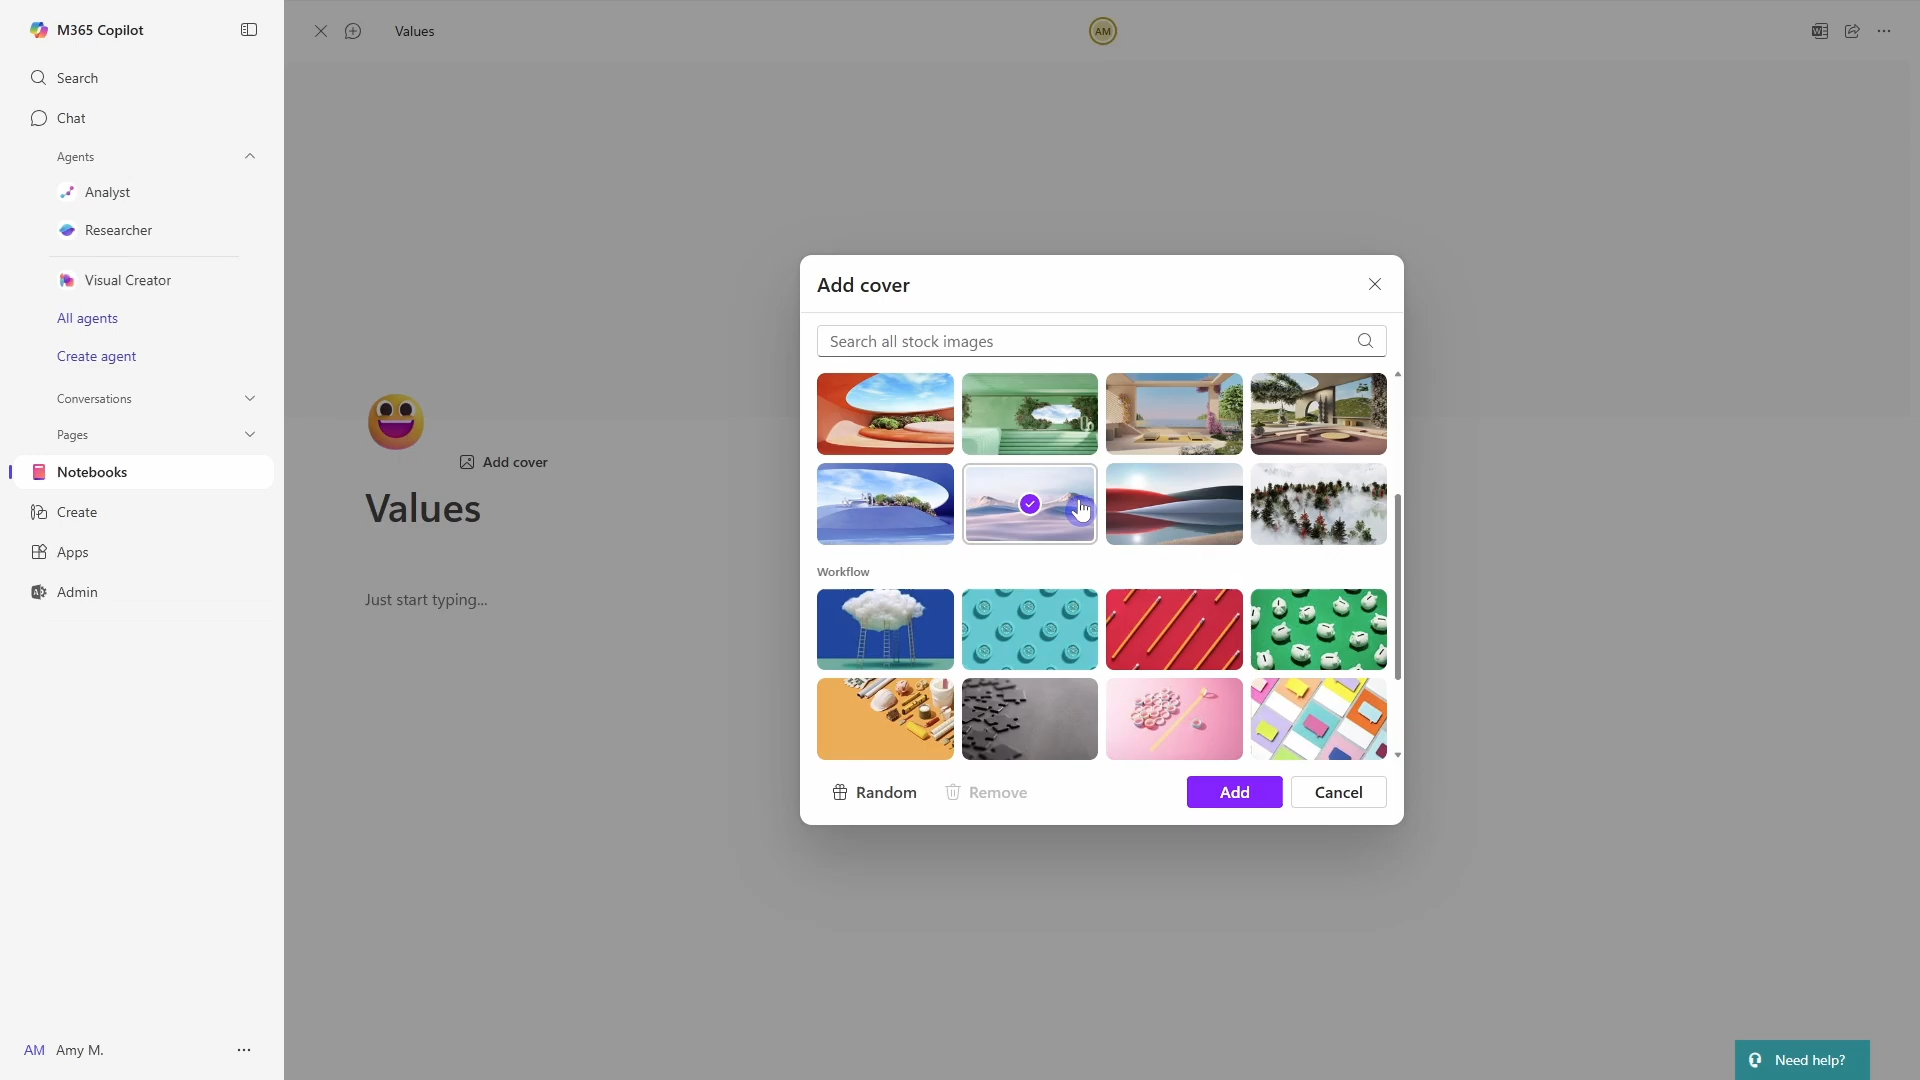 M365 Copilot
Search
Chat
Agents
Analyst
Researcher
Visual Creator
All agents
Create agent
Conversations
Pages
Notebooks
Create
Apps
Admin
AM Amy M.
Values
AM
Add cover
Values
Just start typing...
Add cover
Search all stock images
Workflow
Random
Remove
Add
Cancel
Need help?